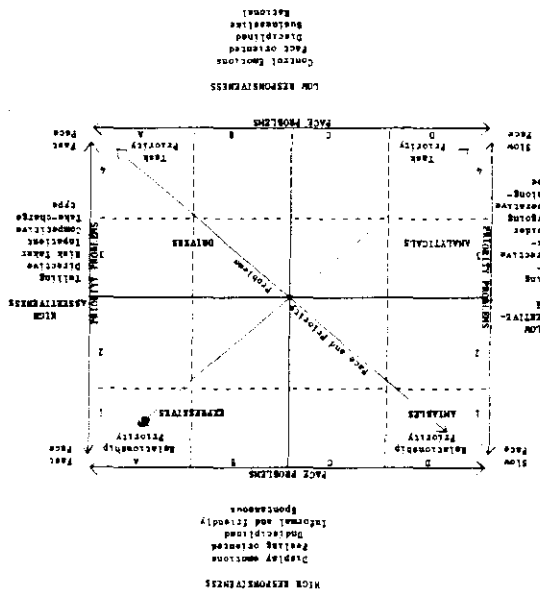 HIGH RESPONSIVENESS
Display emotions
Feeling oriented
Undisciplined
Informal and friendly
Spontaneous
PACE PROBLEMS
Slow Pace
D C B A
Fast Pace
Relationship Priority
Relationship Priority
1
AMIABLES
EXPRESSIVES
1
2
2
Pace and Priority Problems
LOW
PRIORITY PROBLEMS
PRIORITY PROBLEMS
HIGH
ASSERTIVENESS
Telling
Directive
Risk Taker
Impatient
Competitive
Take-charge
type
3
ANALYTICALS
DRIVERS
3
4
4
Task Priority
Task Priority
Slow Pace
D C B A
Fast Pace
PACE PROBLEMS
LOW RESPONSIVENESS
Control Emotions
Fact oriented
Disciplined
Businesslike
Rational